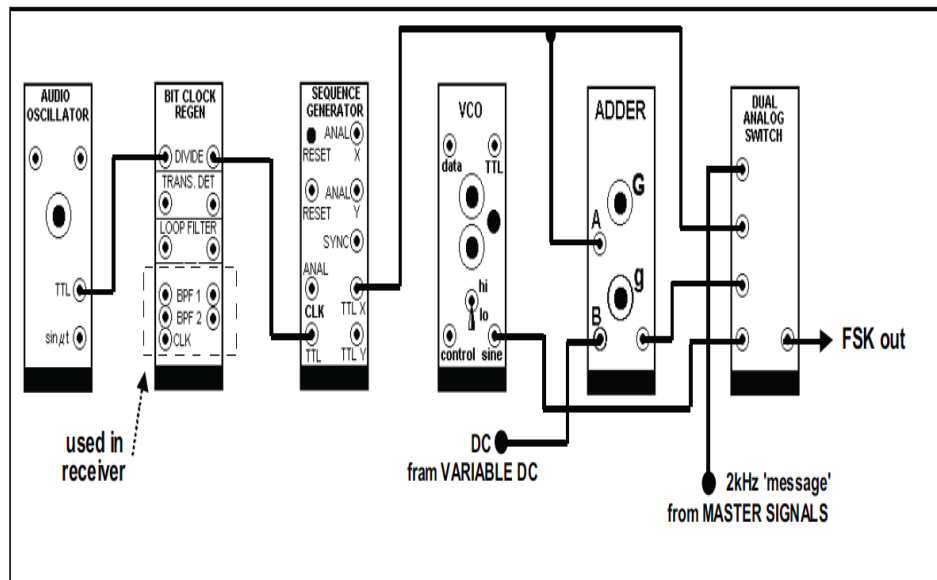 AUDIO
OSCILLATOR
TTL
sinµt
BIT CLOCK
REGEN
DIVIDE
TRANS. DET
LOOP FILTER
BPF 1
BPF 2
CLK
SEQUENCE
GENERATOR
ANAL
RESET X
ANAL
RESET Y
SYNC
ANAL
CLK
TTL X
TTL
TTL Y
VCO
data TTL
hi
lo
control sine
ADDER
G
A
g
B
DUAL
ANALOG
SWITCH
FSK out
used in
receiver
DC
fram VARIABLE DC
2kHz 'message'
from MASTER SIGNALS